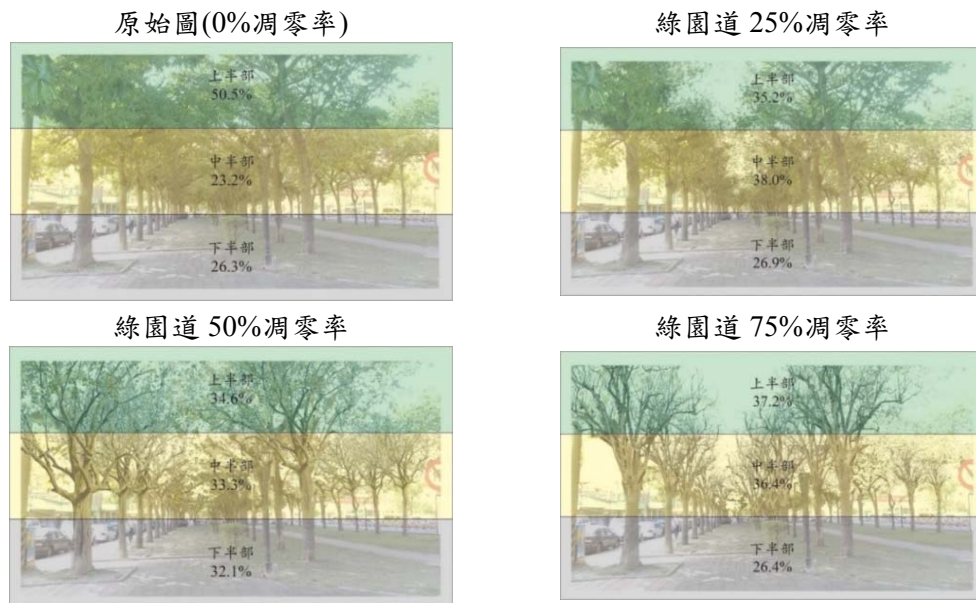 原始圖(0%凋零率)
上半部
50.5%
中半部
23.2%
下半部
26.3%
綠園道 25%凋零率
上半部
35.2%
中半部
38.0%
下半部
26.9%
綠園道 50%凋零率
上半部
34.6%
中半部
33.3%
下半部
32.1%
綠園道 75%凋零率
上半部
37.2%
中半部
36.4%
下半部
26.4%